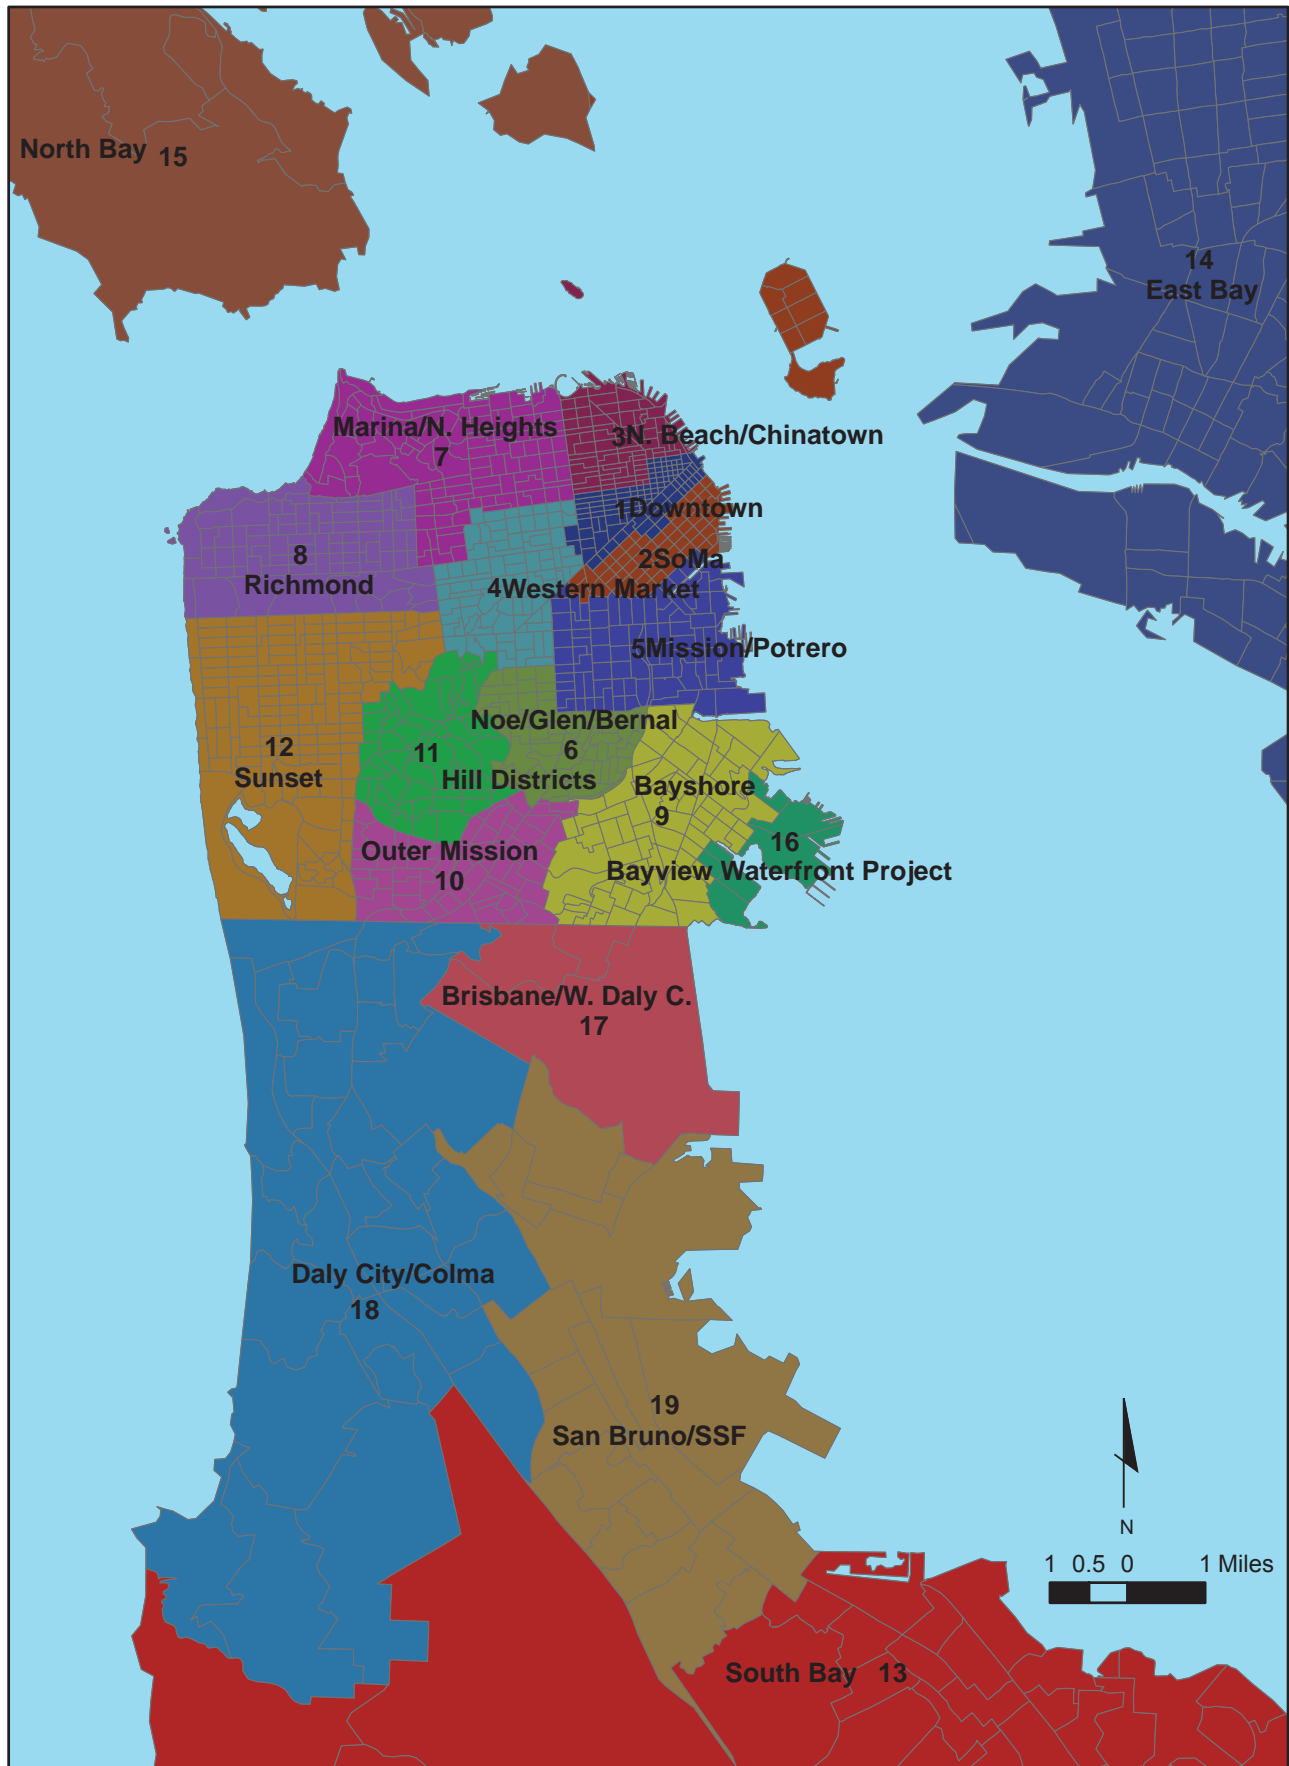 North Bay 15
14
East Bay
Marina/N. Heights
7
3N. Beach/Chinatown
1Downtown
2SoMa
8
Richmond
4Western Market
5Mission/Potrero
Noe/Glen/Bernal
6
12
Sunset
11
Hill Districts
Bayshore
9
16
Bayview Waterfront Project
Outer Mission
10
Brisbane/W. Daly C.
17
Daly City/Colma
18
19
San Bruno/SSF
N
1 0.5 0 1 Miles
South Bay 13